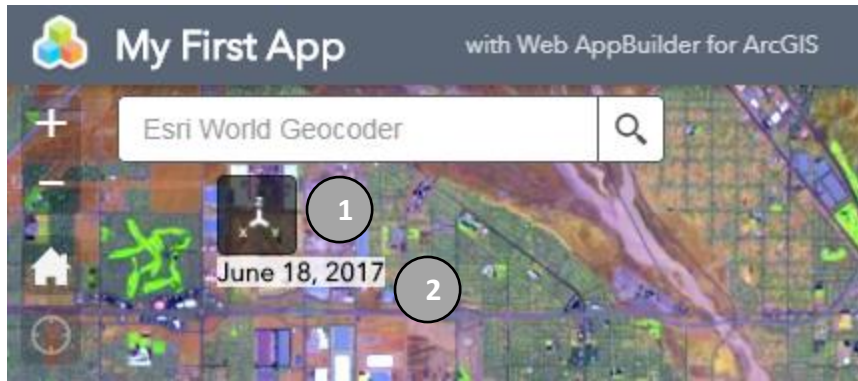 My First App with Web AppBuilder for ArcGIS
Esri World Geocoder
+
−
Z
X Y
1
June 18, 2017
2